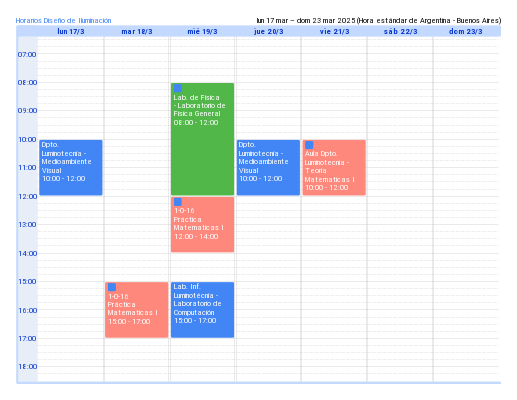 Horarios Diseño de Iluminación
lun 17 mar – dom 23 mar 2025 (Hora estándar de Argentina - Buenos Aires)
lun 17/3 mar 18/3 mié 19/3 jue 20/3 vie 21/3 sáb 22/3 dom 23/3
07:00
08:00
09:00
10:00
11:00
12:00
13:00
14:00
15:00
16:00
17:00
18:00
Dpto.
Luminotecnia -
Medioambiente
Visual
10:00 - 12:00
1-0-16
Práctica
Matematicas I
15:00 - 17:00
Lab. de Física
- Laboratorio de
Física General
08:00 - 12:00
1-0-16
Práctica
Matematicas I
12:00 - 14:00
Lab. Inf.
Luminotécnia -
Laboratorio de
Computación
15:00 - 17:00
Dpto.
Luminotecnia -
Medioambiente
Visual
10:00 - 12:00
Aula Dpto.
Luminotecnia -
Teoría
Matematicas I
10:00 - 12:00